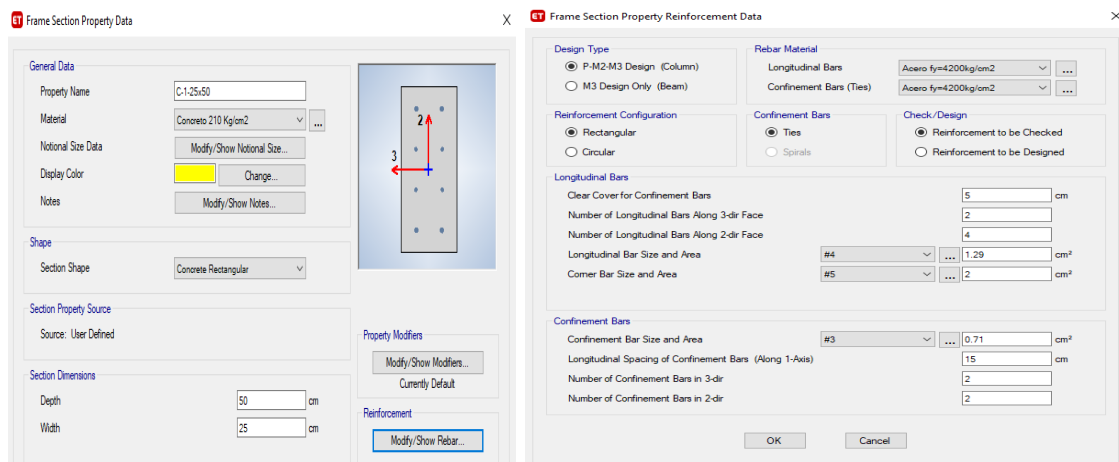 ET Frame Section Property Data X
General Data
Property Name C-1-25x50
Material Concreto 210 Kg/cm2 ...
Notional Size Data Modify/Show Notional Size...
Display Color Change...
Notes Modify/Show Notes...
2
3
Shape
Section Shape Concrete Rectangular
Section Property Source
Source: User Defined
Section Dimensions
Depth 50 cm
Width 25 cm
Property Modifiers
Modify/Show Modifiers...
Currently Default
Reinforcement
Modify/Show Rebar...
ET Frame Section Property Reinforcement Data X
Design Type
P-M2-M3 Design (Column)
M3 Design Only (Beam)
Rebar Material
Longitudinal Bars Acero fy=4200kg/cm2 ...
Confinement Bars (Ties) Acero fy=4200kg/cm2 ...
Reinforcement Configuration
Rectangular
Circular
Confinement Bars
Ties
Spirals
Check/Design
Reinforcement to be Checked
Reinforcement to be Designed
Longitudinal Bars
Clear Cover for Confinement Bars 5 cm
Number of Longitudinal Bars Along 3-dir Face 2
Number of Longitudinal Bars Along 2-dir Face 4
Longitudinal Bar Size and Area #4 ... 1.29 cm²
Corner Bar Size and Area #5 ... 2 cm²
Confinement Bars
Confinement Bar Size and Area #3 ... 0.71 cm²
Longitudinal Spacing of Confinement Bars (Along 1-Axis) 15 cm
Number of Confinement Bars in 3-dir 2
Number of Confinement Bars in 2-dir 2
OK Cancel